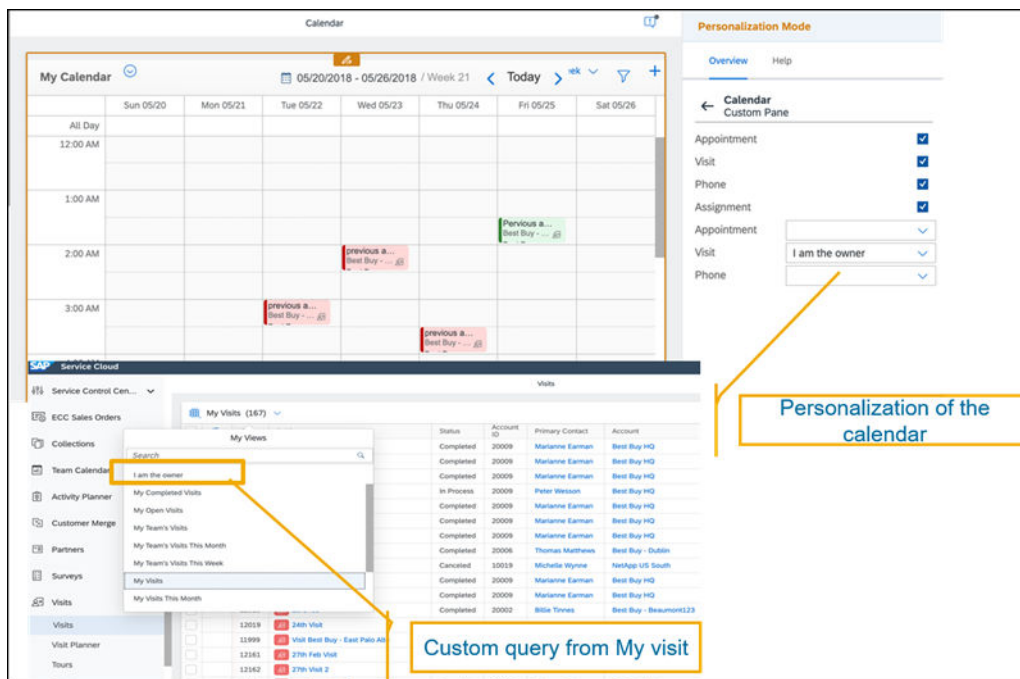 Calendar
Personalization Mode
Overview Help
Calendar
Custom Pane
Appointment
Visit
Phone
Assignment
Appointment
Visit I am the owner
Phone
My Calendar
05/20/2018 - 05/26/2018 / Week 21 Today
Sun 05/20 Mon 05/21 Tue 05/22 Wed 05/23 Thu 05/24 Fri 05/25 Sat 05/26
All Day
12:00 AM
1:00 AM
Pervious a...
Best Buy - ...
2:00 AM
previous a...
Best Buy - ...
3:00 AM
previous a...
Best Buy - ...
previous a...
Best Buy - ...
Personalization of the
calendar
SAP Service Cloud
Visits
Service Control Cen...
ECC Sales Orders
Collections
Team Calendar
Activity Planner
Customer Merge
Partners
Surveys
Visits
Visits
Visit Planner
Tours
My Visits (167)
My Views
Search
I am the owner
My Completed Visits
My Open Visits
My Team's Visits
My Team's Visits This Month
My Team's Visits This Week
My Visits
My Visits This Month
Status Account ID Primary Contact Account
Completed 20009 Marianne Earman Best Buy HQ
Completed 20009 Marianne Earman Best Buy HQ
Completed 20009 Marianne Earman Best Buy HQ
In Process 20009 Peter Wesson Best Buy HQ
Completed 20009 Marianne Earman Best Buy HQ
Completed 20009 Marianne Earman Best Buy HQ
Completed 20009 Marianne Earman Best Buy HQ
Completed 20006 Thomas Matthews Best Buy - Dublin
Canceled 10019 Michelle Wynne NetApp US South
Completed 20009 Marianne Earman Best Buy HQ
Completed 20009 Marianne Earman Best Buy HQ
Completed 20002 Billie Tinnes Best Buy - Beaumont123
12019 24th Visit
11999 Visit Best Buy - East Palo Alt
12161 27th Feb Visit
12162 27th Visit 2
Custom query from My visit